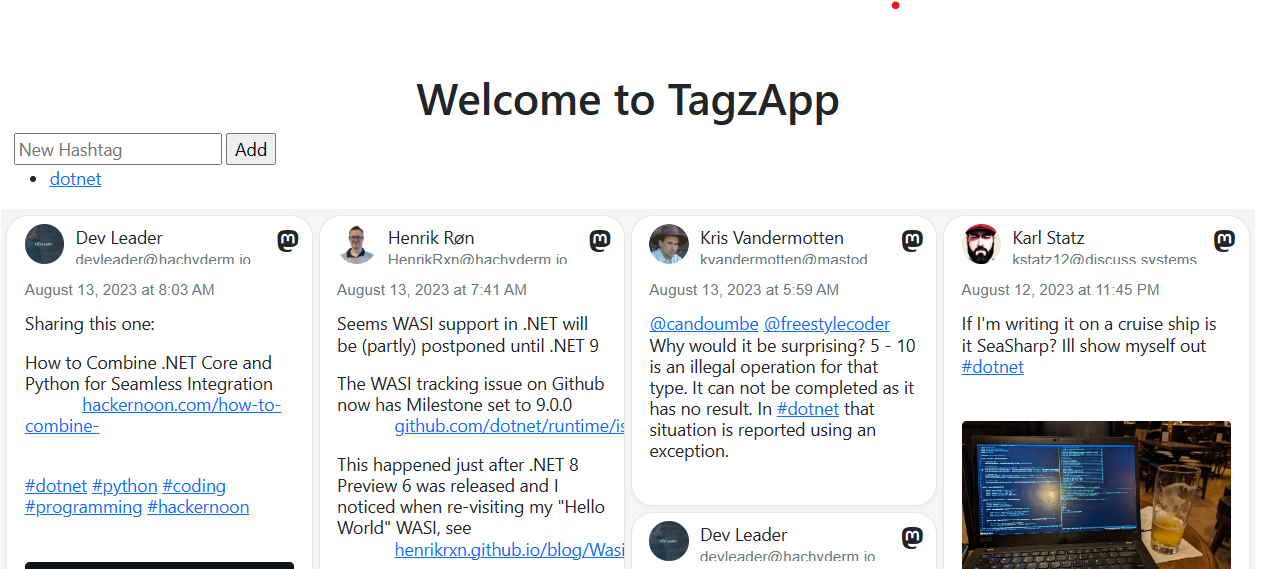 Welcome to TagzApp
New Hashtag
Add
dotnet
Dev Leader
devleader@hachyderm.io
August 13, 2023 at 8:03 AM
Sharing this one:
How to Combine .NET Core and
Python for Seamless Integration
hackernoon.com/how-to-
combine-
#dotnet #python #coding
#programming #hackernoon
Henrik Røn
HenrikRxn@hachyderm.io
August 13, 2023 at 7:41 AM
Seems WASI support in .NET will
be (partly) postponed until .NET 9
The WASI tracking issue on Github
now has Milestone set to 9.0.0
github.com/dotnet/runtime/is
This happened just after .NET 8
Preview 6 was released and I
noticed when re-visiting my "Hello
World" WASI, see
henrikrxn.github.io/blog/Wasi
Kris Vandermotten
kvandermotten@mastod
August 13, 2023 at 5:59 AM
@candoumbe @freestylecoder
Why would it be surprising? 5 - 10
is an illegal operation for that
type. It can not be completed as it
has no result. In #dotnet that
situation is reported using an
exception.
Dev Leader
devleader@hachyderm.io
Karl Statz
kstatz12@discuss.systems
August 12, 2023 at 11:45 PM
If I'm writing it on a cruise ship is
it SeaSharp? Ill show myself out
#dotnet